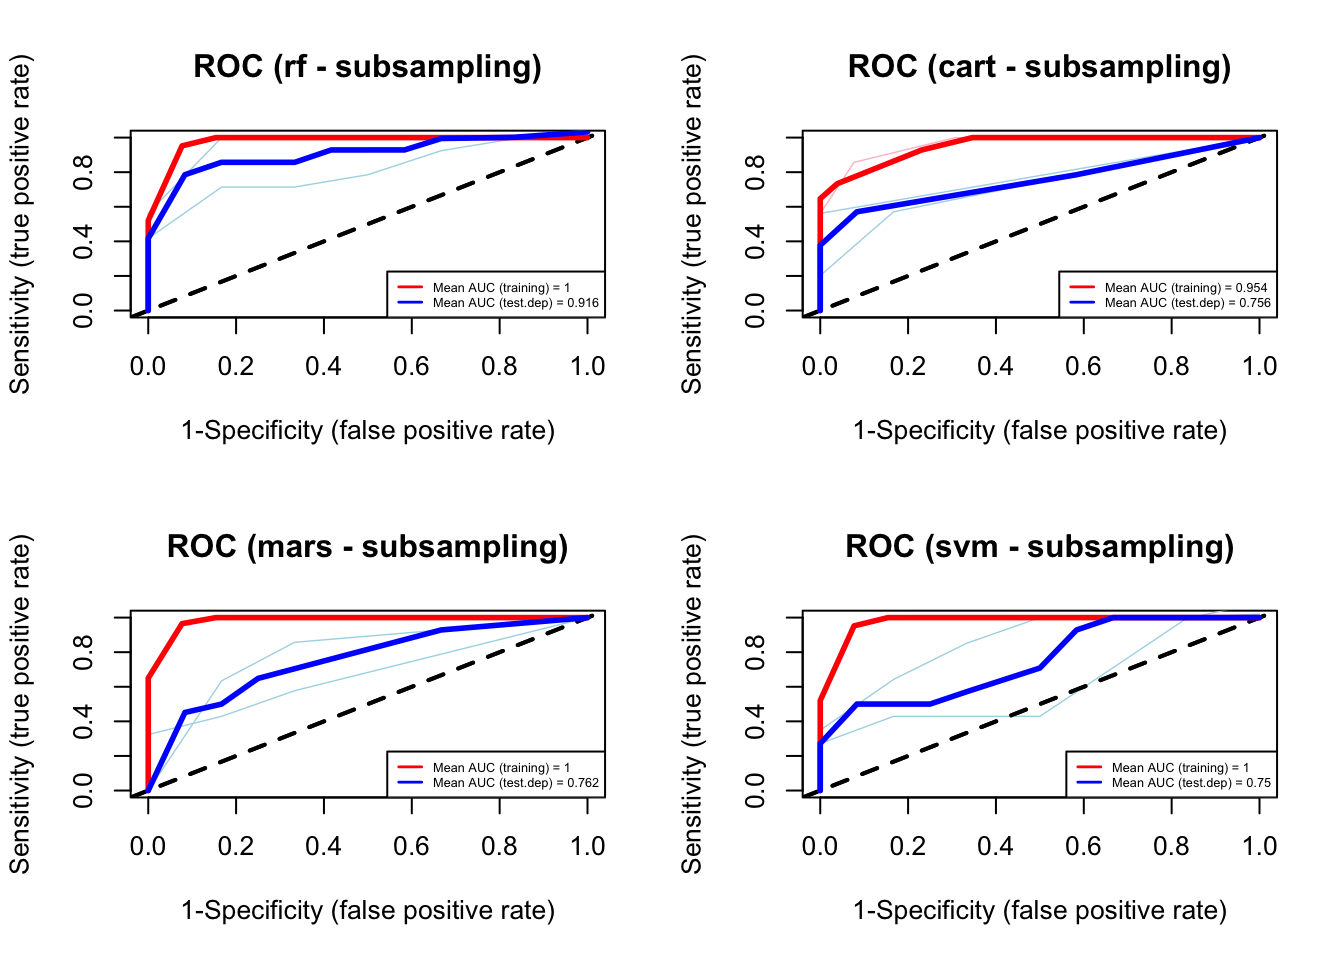 ROC (rf - subsampling)
Sensitivity (true positive rate)
0.8
0.4
0.0
Mean AUC (training) = 1
Mean AUC (test.dep) = 0.916
0.0 0.2 0.4 0.6 0.8 1.0
1-Specificity (false positive rate)
ROC (cart - subsampling)
Sensitivity (true positive rate)
0.8
0.4
0.0
Mean AUC (training) = 0.954
Mean AUC (test.dep) = 0.756
0.0 0.2 0.4 0.6 0.8 1.0
1-Specificity (false positive rate)
ROC (mars - subsampling)
Sensitivity (true positive rate)
0.8
0.4
0.0
Mean AUC (training) = 1
Mean AUC (test.dep) = 0.762
0.0 0.2 0.4 0.6 0.8 1.0
1-Specificity (false positive rate)
ROC (svm - subsampling)
Sensitivity (true positive rate)
0.8
0.4
0.0
Mean AUC (training) = 1
Mean AUC (test.dep) = 0.75
0.0 0.2 0.4 0.6 0.8 1.0
1-Specificity (false positive rate)